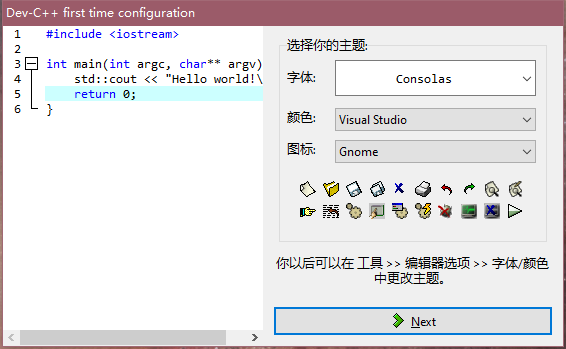 Dev-C++ first time configuration
1 #include <iostream>
2
3 int main(int argc, char** argv)
4 std::cout << "Hello world!\
5 return 0;
6 }
选择你的主题:
字体: Consolas
颜色: Visual Studio
图标: Gnome
你以后可以在 工具 >> 编辑器选项 >> 字体/颜色
中更改主题。
Next